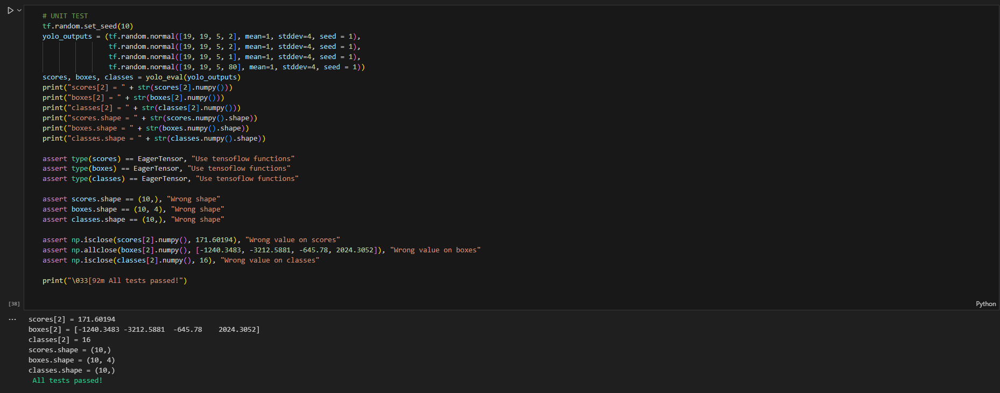 # UNIT TEST
tf.random.set_seed(10)
yolo_outputs = (tf.random.normal([19, 19, 5, 2], mean=1, stddev=4, seed = 1),
                tf.random.normal([19, 19, 5, 2], mean=1, stddev=4, seed = 1),
                tf.random.normal([19, 19, 5, 1], mean=1, stddev=4, seed = 1),
                tf.random.normal([19, 19, 5, 80], mean=1, stddev=4, seed = 1))
scores, boxes, classes = yolo_eval(yolo_outputs)
print("scores[2] = " + str(scores[2].numpy()))
print("boxes[2] = " + str(boxes[2].numpy()))
print("classes[2] = " + str(classes[2].numpy()))
print("scores.shape = " + str(scores.numpy().shape))
print("boxes.shape = " + str(boxes.numpy().shape))
print("classes.shape = " + str(classes.numpy().shape))

assert type(scores) == EagerTensor, "Use tensoflow functions"
assert type(boxes) == EagerTensor, "Use tensoflow functions"
assert type(classes) == EagerTensor, "Use tensoflow functions"

assert scores.shape == (10,), "Wrong shape"
assert boxes.shape == (10, 4), "Wrong shape"
assert classes.shape == (10,), "Wrong shape"

assert np.isclose(scores[2].numpy(), 171.60194), "Wrong value on scores"
assert np.allclose(boxes[2].numpy(), [-1240.3483, -3212.5881, -645.78, 2024.3052]), "Wrong value on boxes"
assert np.isclose(classes[2].numpy(), 16), "Wrong value on classes"

print("\033[92m All tests passed!")
[38]
Python
...
scores[2] = 171.60194
boxes[2] = [-1240.3483 -3212.5881  -645.78    2024.3052]
classes[2] = 16
scores.shape = (10,)
boxes.shape = (10, 4)
classes.shape = (10,)
 All tests passed!